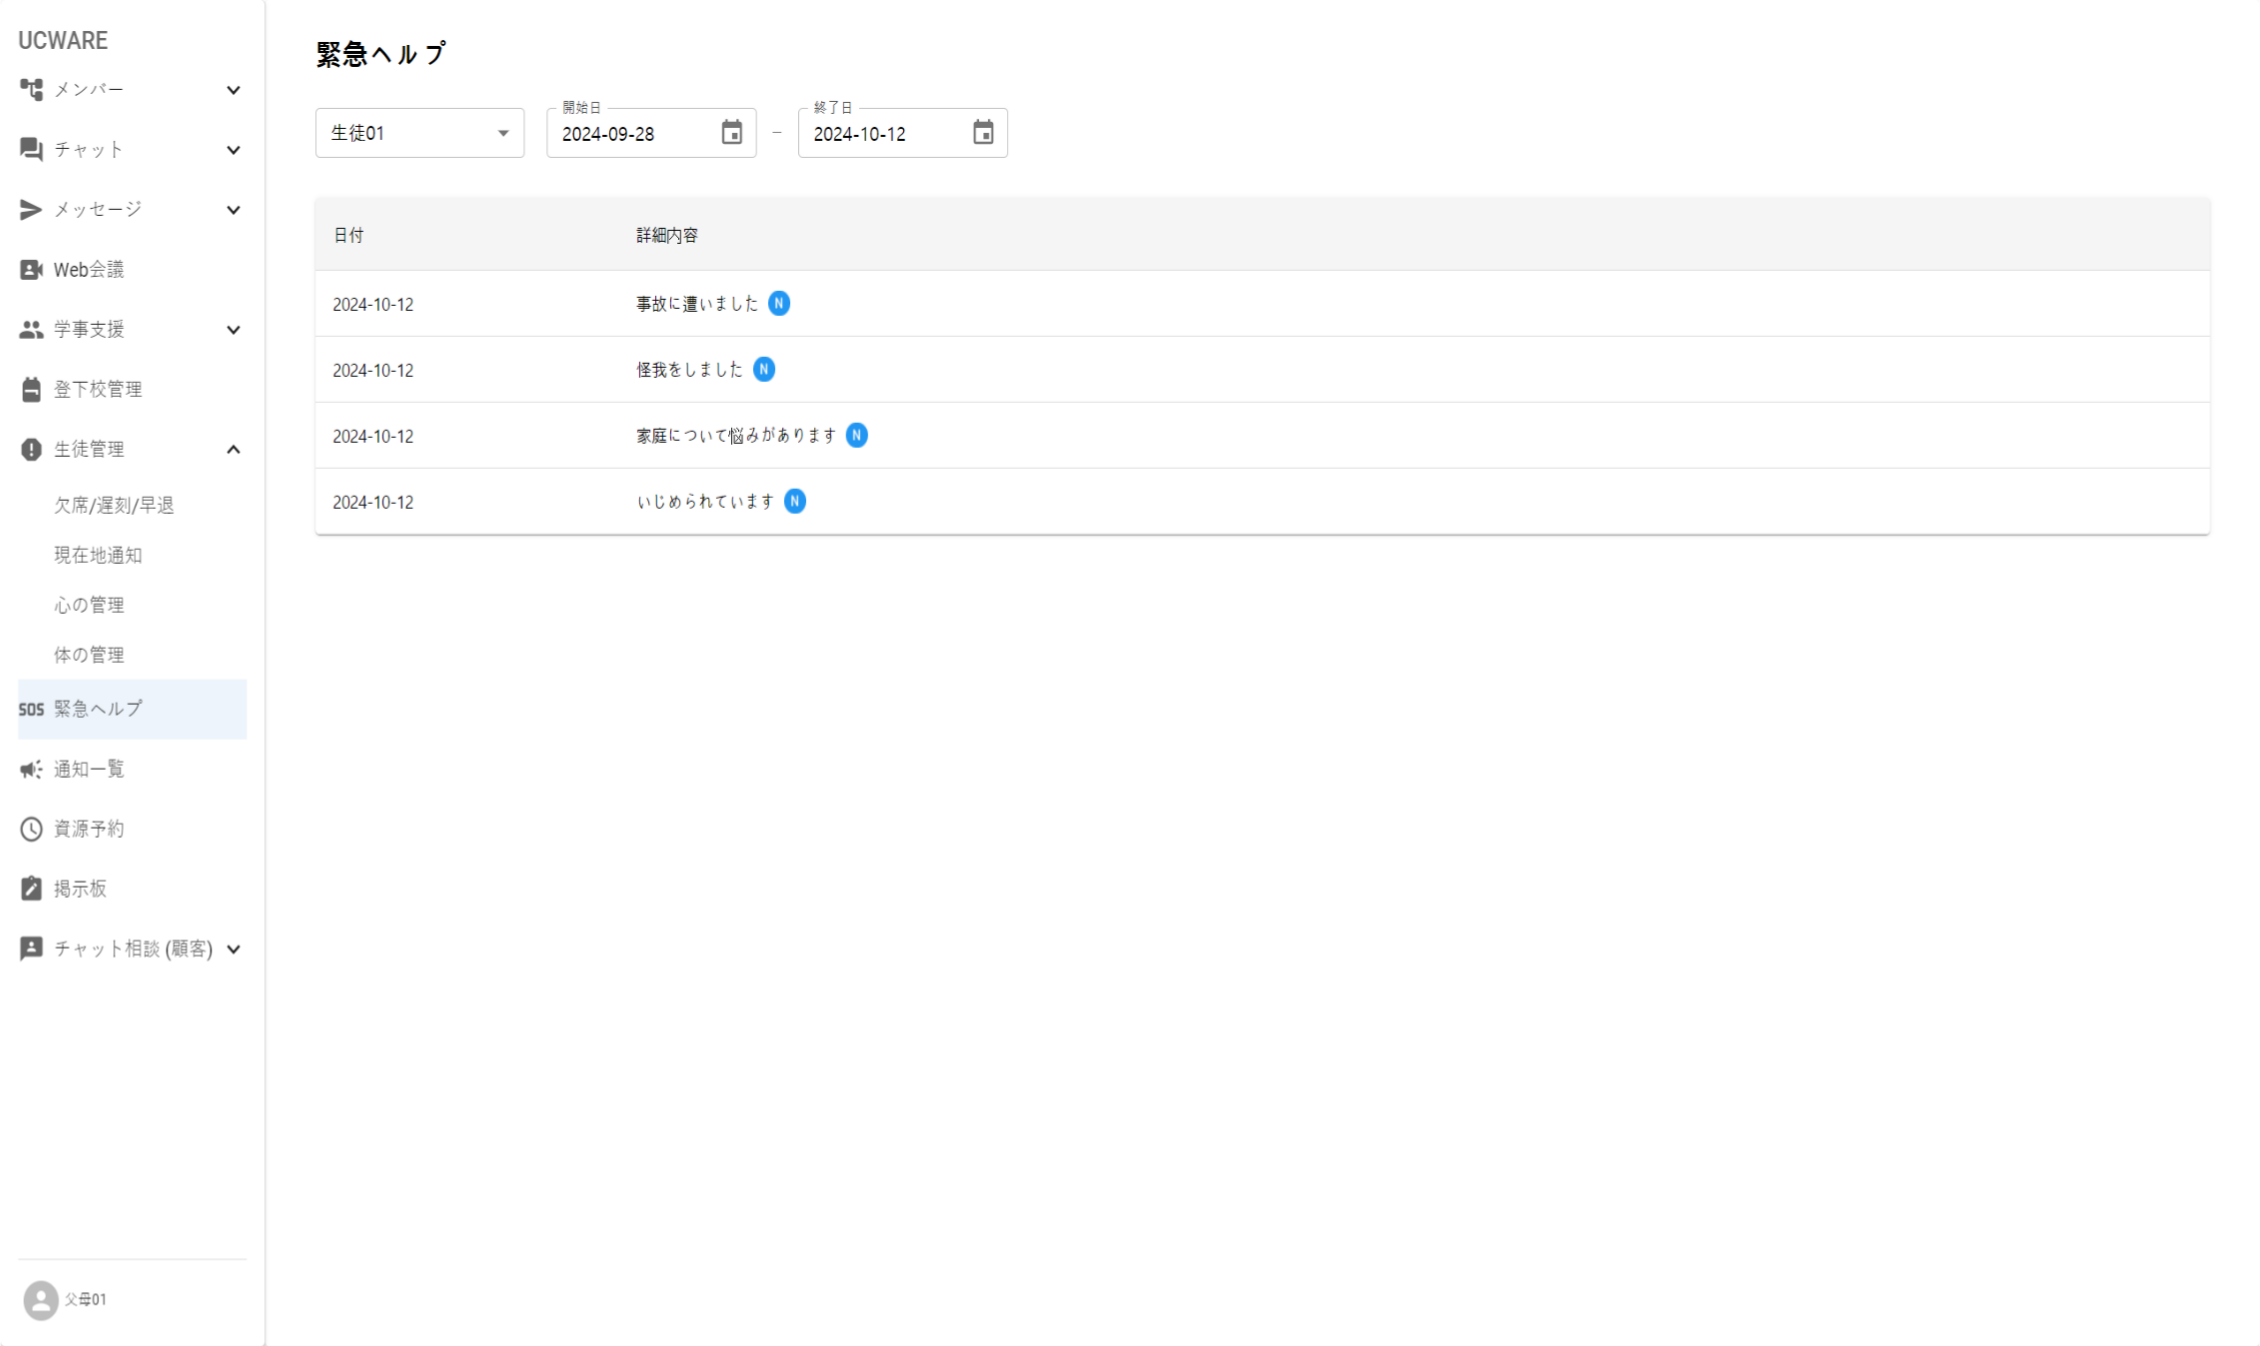 UCWARE
メンバー
チャット
メッセージ
Web会議
学事支援
登下校管理
生徒管理
欠席/遅刻/早退
現在地通知
心の管理
体の管理
SOS 緊急ヘルプ
通知一覧
資源予約
掲示板
チャット相談 (顧客)
父母01
緊急ヘルプ
開始日 終了日
生徒01 2024-09-28 – 2024-10-12
日付 詳細内容
2024-10-12 事故に遭いました N
2024-10-12 怪我をしました N
2024-10-12 家庭について悩みがあります N
2024-10-12 いじめられています N